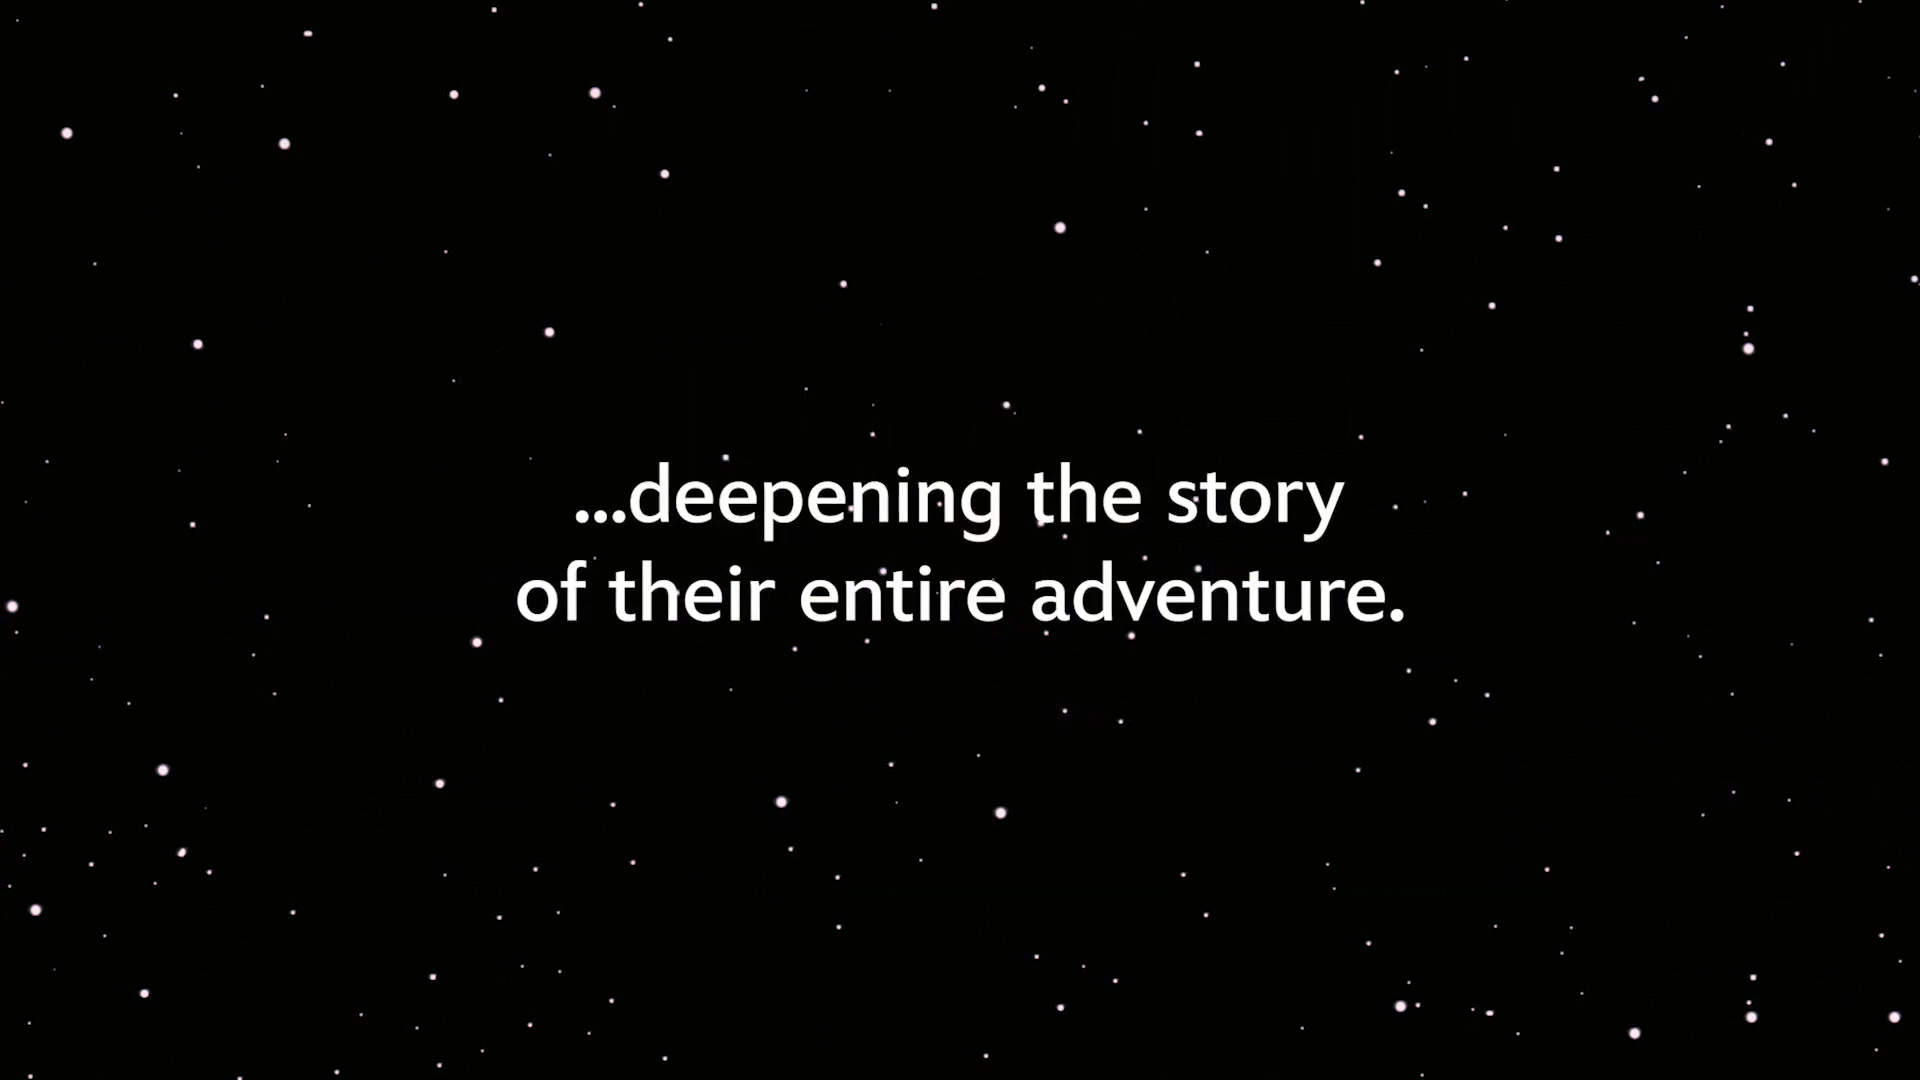 ...deepening the story
of their entire adventure.